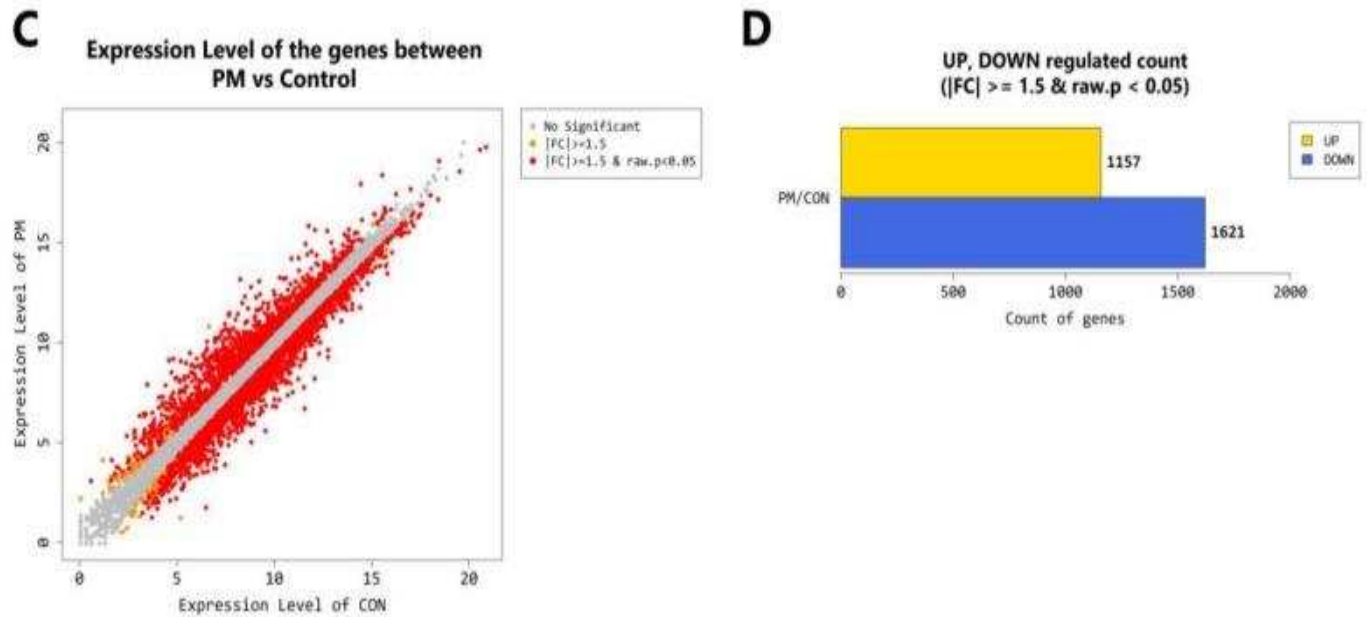 C
Expression Level of the genes between
PM vs Control
No Significant
|FC|>=1.5
|FC|>=1.5 & raw.p<0.05
Expression Level of PM
20
15
10
5
0
0 5 10 15 20
Expression Level of CON
D
UP, DOWN regulated count
(|FC| >= 1.5 & raw.p < 0.05)
UP
DOWN
PM/CON
1157
1621
0 500 1000 1500 2000
Count of genes